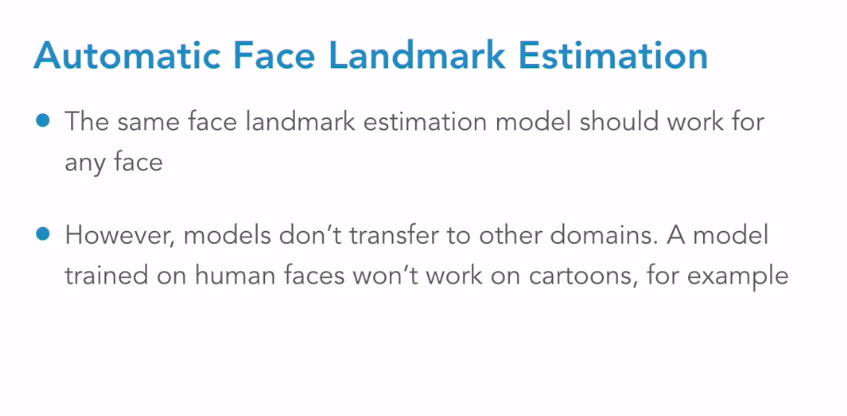 Automatic Face Landmark Estimation
• The same face landmark estimation model should work for
any face
• However, models don’t transfer to other domains. A model
trained on human faces won’t work on cartoons, for example